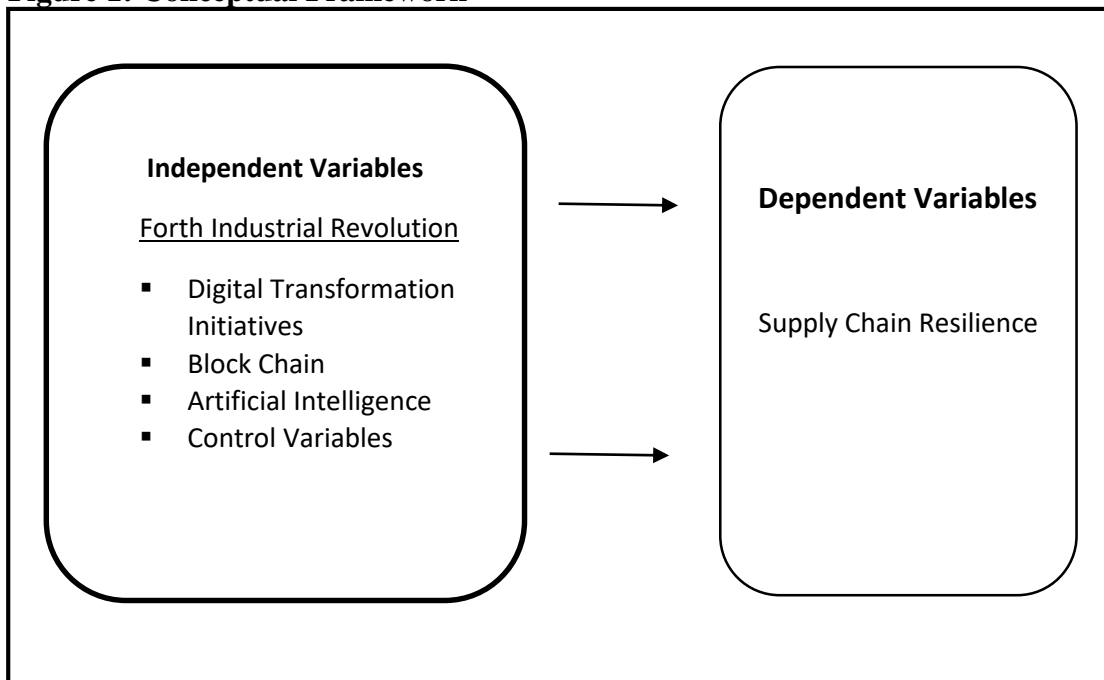 Independent Variables
Forth Industrial Revolution
▪ Digital Transformation
Initiatives
▪ Block Chain
▪ Artificial Intelligence
▪ Control Variables
Dependent Variables
Supply Chain Resilience